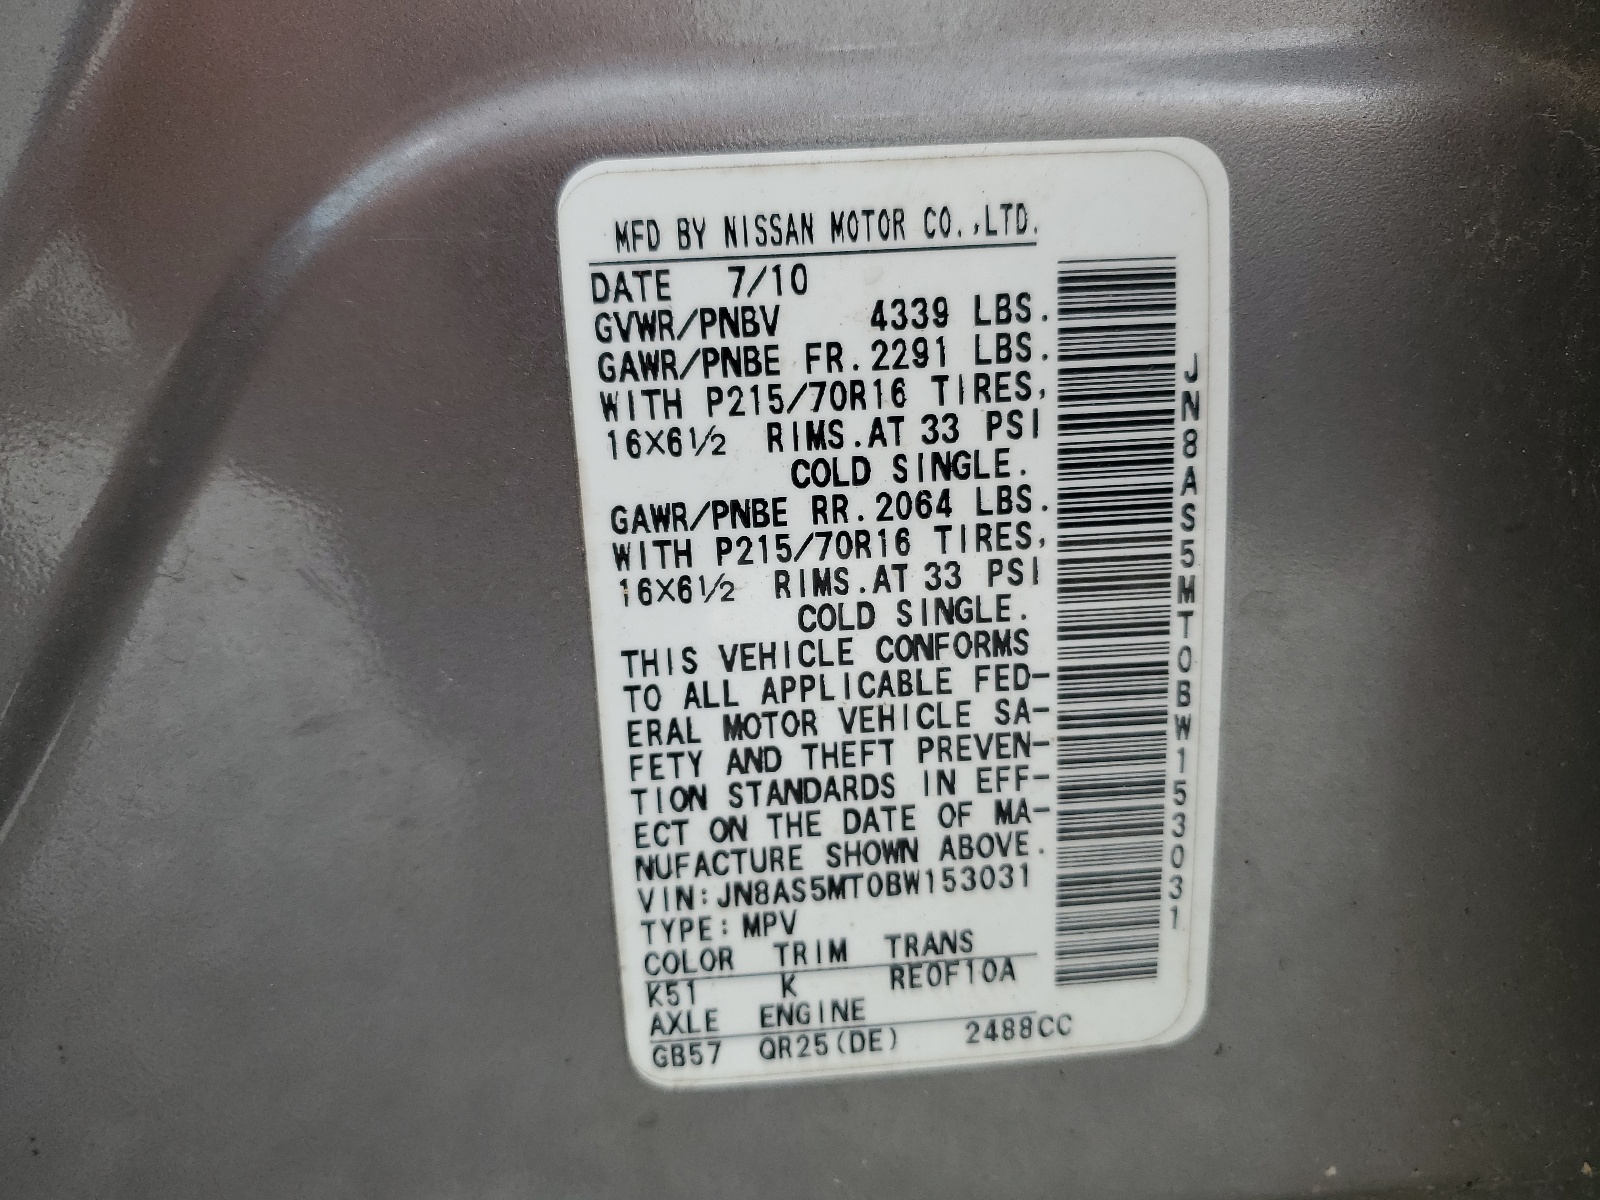 MFD BY NISSAN MOTOR CO.,LTD.
DATE 7/10
GVWR/PNBV 4339 LBS.
GAWR/PNBE FR.2291 LBS.
WITH P215/70R16 TIRES,
16X6½ RIMS.AT 33 PSI
COLD SINGLE.
GAWR/PNBE RR.2064 LBS.
WITH P215/70R16 TIRES,
16X6½ RIMS.AT 33 PSI
COLD SINGLE.
THIS VEHICLE CONFORMS
TO ALL APPLICABLE FED-
ERAL MOTOR VEHICLE SA-
FETY AND THEFT PREVEN-
TION STANDARDS IN EFF-
ECT ON THE DATE OF MA-
NUFACTURE SHOWN ABOVE.
VIN:JN8AS5MT0BW153031
TYPE:MPV
COLOR TRIM TRANS
K51 K RE0F10A
AXLE ENGINE
GB57 QR25(DE) 2488CC
JN8AS5MT0BW153031